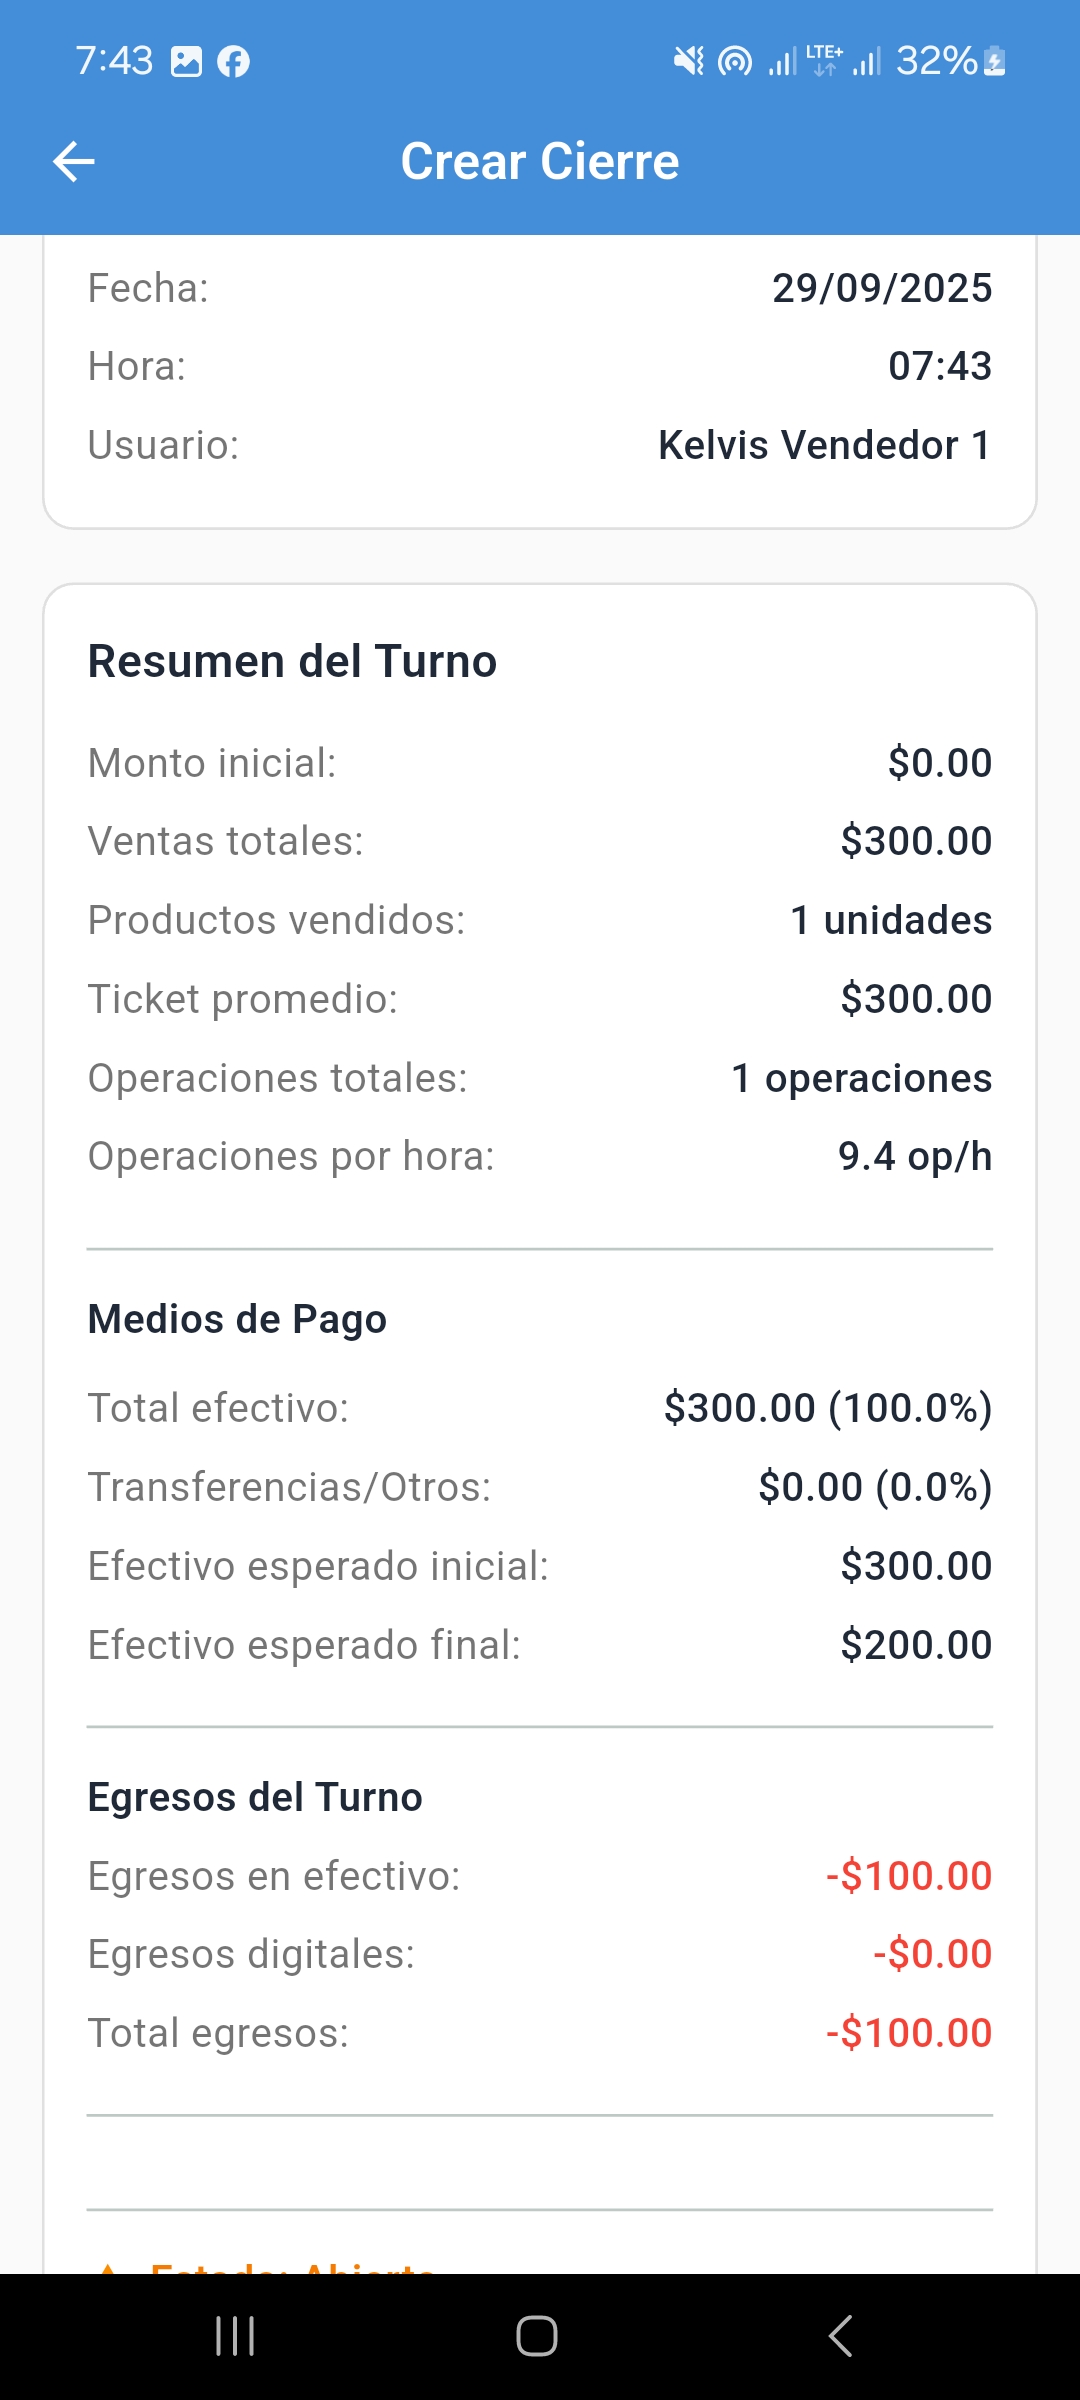 7:43 LTE+ 32%
Crear Cierre
Fecha: 29/09/2025
Hora: 07:43
Usuario: Kelvis Vendedor 1
Resumen del Turno
Monto inicial: $0.00
Ventas totales: $300.00
Productos vendidos: 1 unidades
Ticket promedio: $300.00
Operaciones totales: 1 operaciones
Operaciones por hora: 9.4 op/h
Medios de Pago
Total efectivo: $300.00 (100.0%)
Transferencias/Otros: $0.00 (0.0%)
Efectivo esperado inicial: $300.00
Efectivo esperado final: $200.00
Egresos del Turno
Egresos en efectivo: -$100.00
Egresos digitales: -$0.00
Total egresos: -$100.00
Estado: Abierto